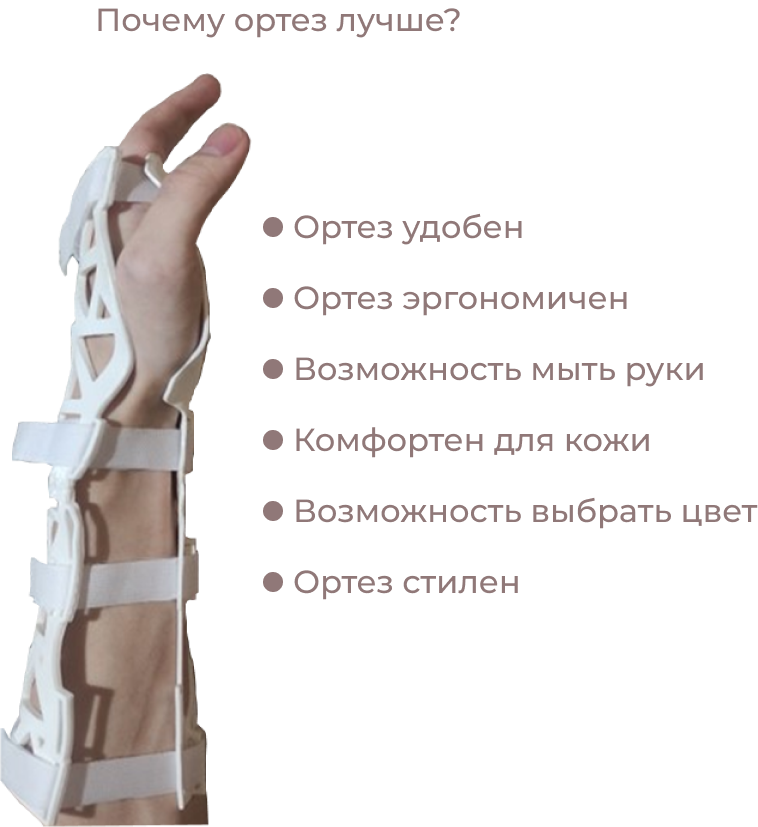 Почему ортез лучше?
Ортез удобен
Ортез эргономичен
Возможность мыть руки
Комфортен для кожи
Возможность выбрать цвет
Ортез стилен